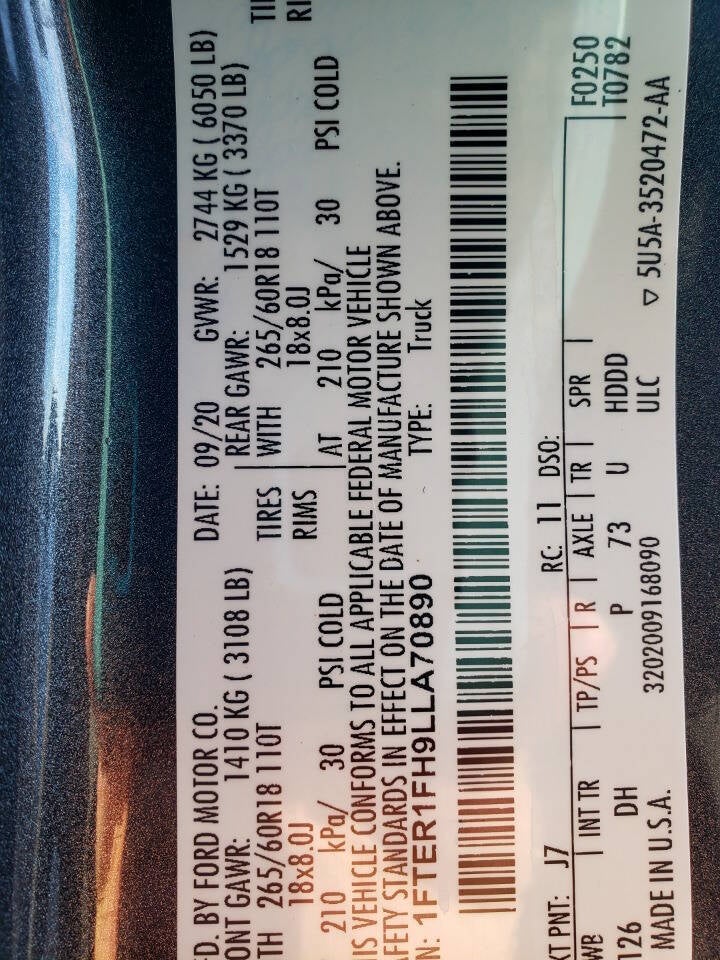 FD. BY FORD MOTOR CO. DATE: 09/20 GVWR: 2744 KG ( 6050 LB)
ONT GAWR: 1410 KG ( 3108 LB) REAR GAWR: 1529 KG ( 3370 LB)
TH 265/60R18 110T TIRES WITH 265/60R18 110T TI
18x8.0J RIMS 18x8.0J RI
210 kPa/ 30 PSI COLD AT 210 kPa/ 30 PSI COLD
IS VEHICLE CONFORMS TO ALL APPLICABLE FEDERAL MOTOR VEHICLE
AFETY STANDARDS IN EFFECT ON THE DATE OF MANUFACTURE SHOWN ABOVE.
N: 1FTER1FH9LLA70890 TYPE: Truck
XT PNT: J7 RC: 11 DSO:
WB INT TR TP/PS R AXLE TR SPR F0250
126 DH P 73 U HDDD T0782
ULC
MADE IN U.S.A. 3202009168090 ▽ 5U5A-3520472-AA